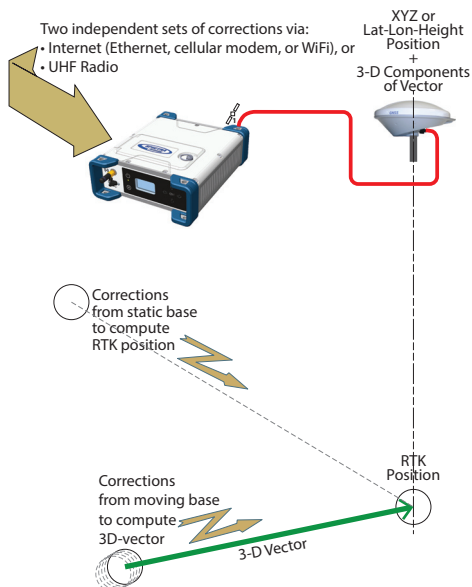 Two independent sets of corrections via:
• Internet (Ethernet, cellular modem, or WiFi), or
• UHF Radio
XYZ or
Lat-Lon-Height
Position
+
3-D Components
of Vector
Corrections
from static base
to compute
RTK position
RTK
Position
Corrections
from moving base
to compute
3D-vector
3-D Vector